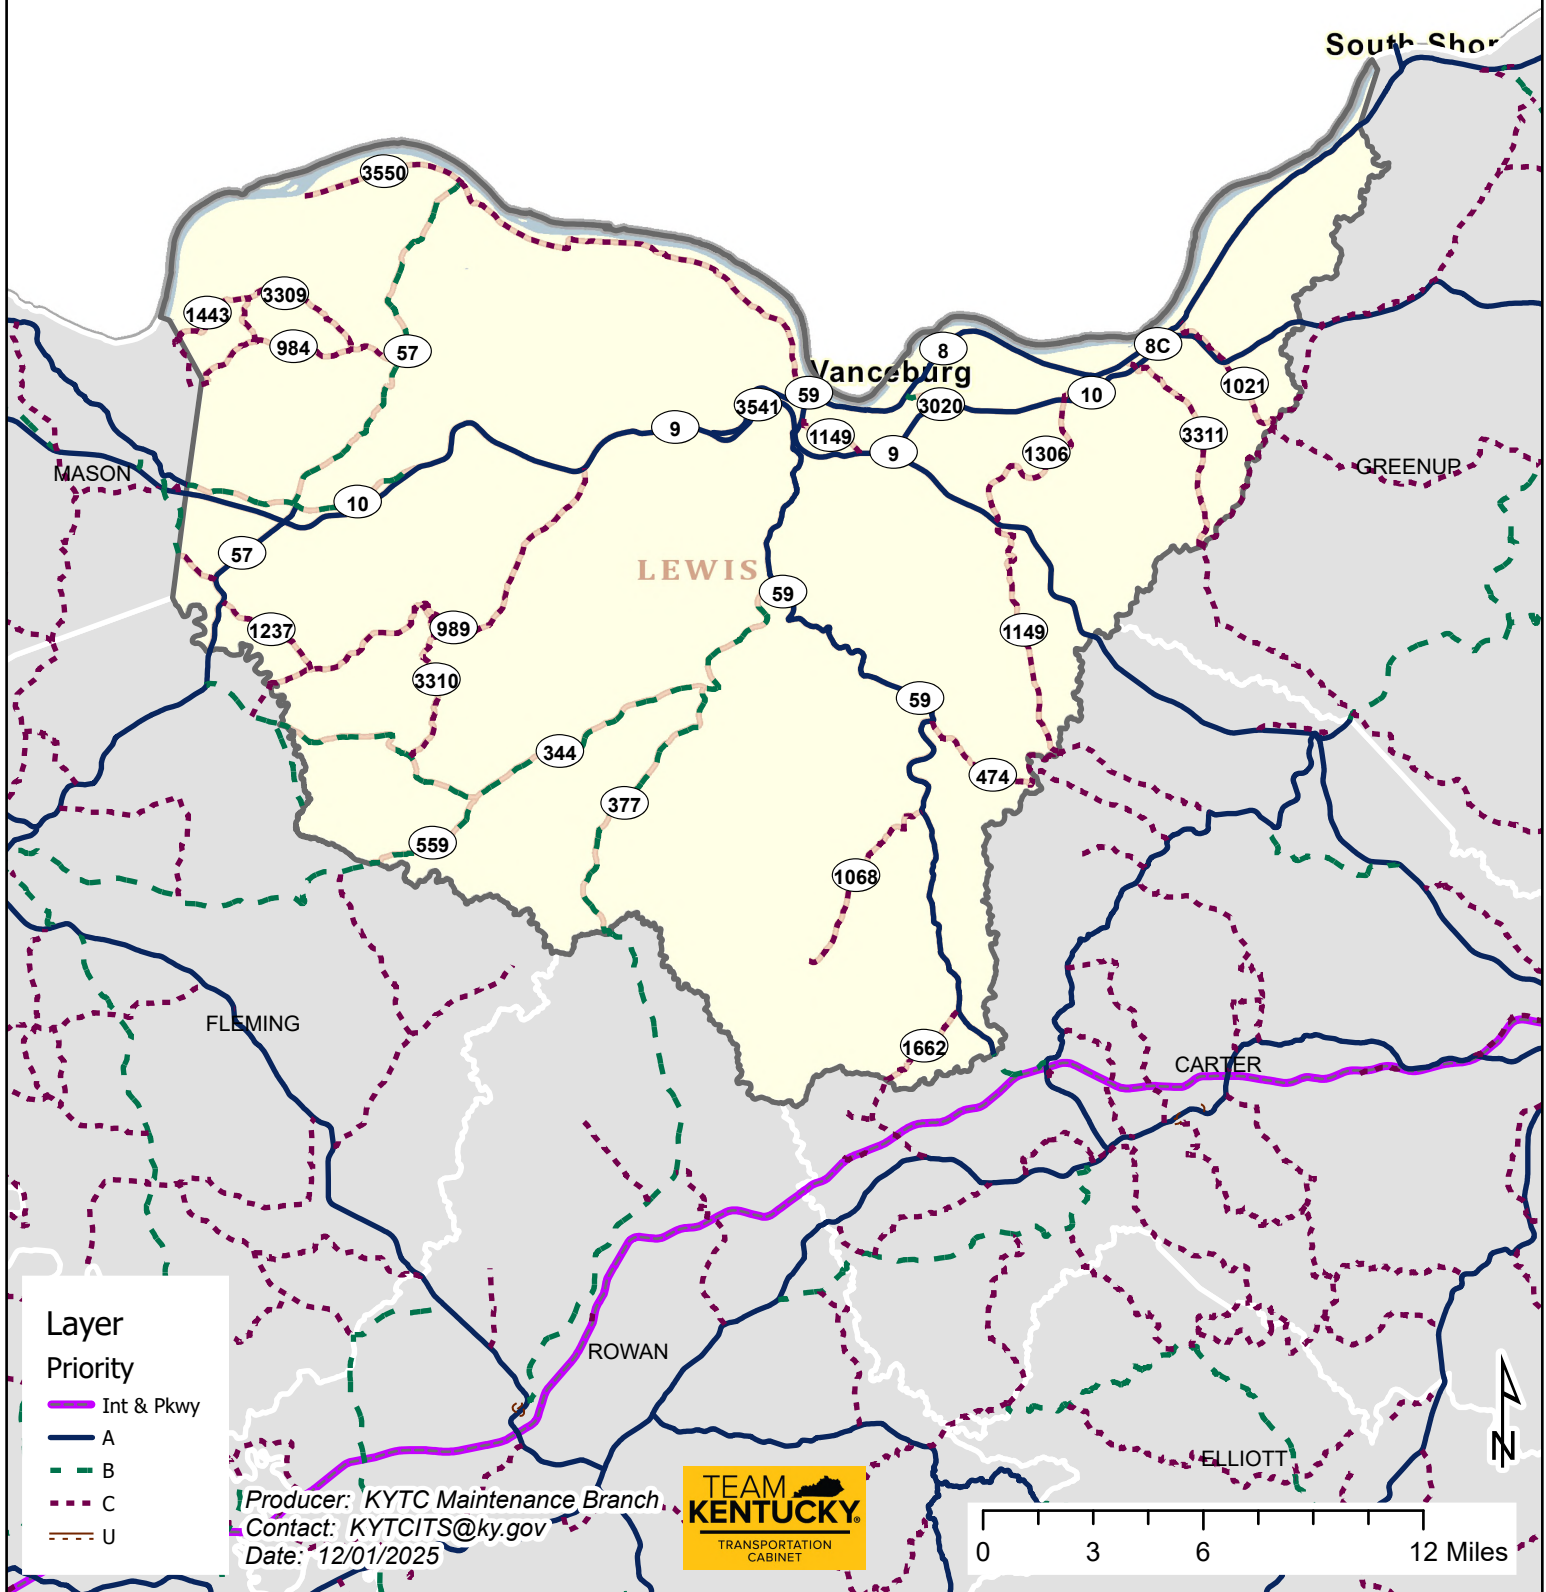 South Shor
3550
3309
1443
984
57
8
8C
Vanceburg
59
3541
3020
10
1021
9
1149
9
1306
3311
MASON
GREENUP
10
57
LEWIS
59
1237
989
1149
3310
59
344
474
377
559
1068
FLEMING
1662
CARTER
ROWAN
ELLIOTT
Layer
Priority
Int & Pkwy
A
B
C
U
Producer: KYTC Maintenance Branch
Contact: KYTCITS@ky.gov
Date: 12/01/2025
TEAM
KENTUCKY®
TRANSPORTATION
CABINET
N
0 3 6 12 Miles